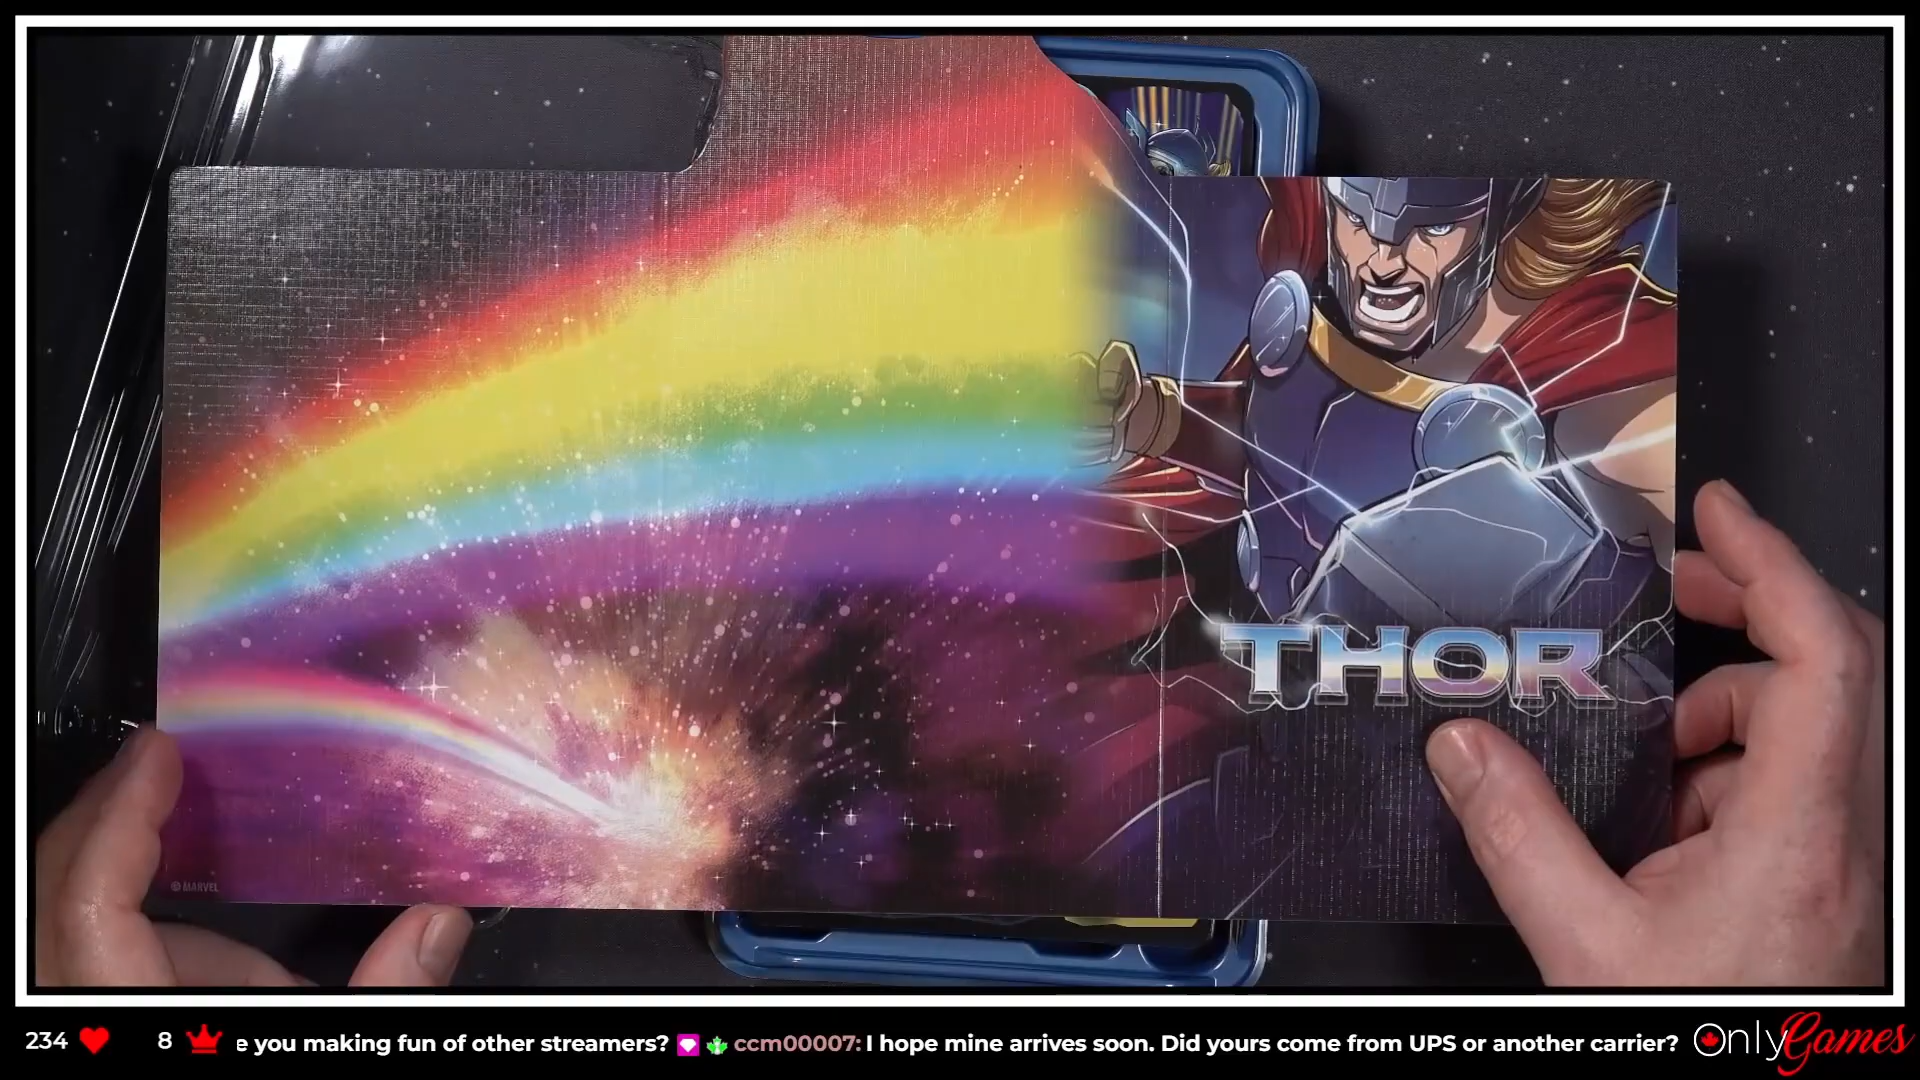 THOR
© MARVEL
234 8 e you making fun of other streamers? ccm00007: I hope mine arrives soon. Did yours come from UPS or another carrier? OnlyGames